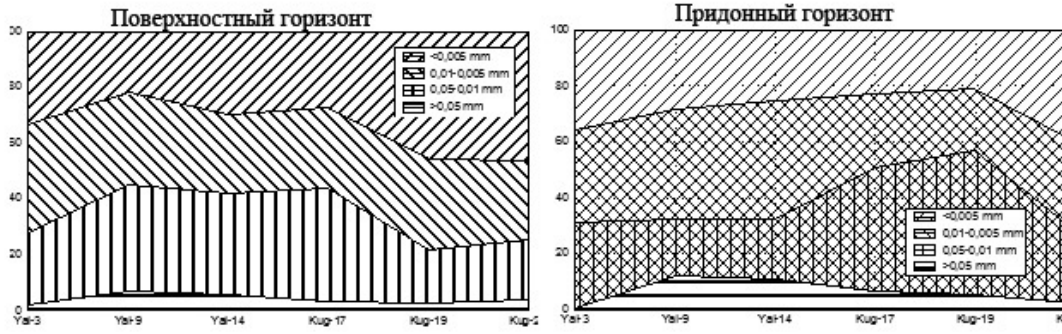 Поверхностный горизонт
Придонный горизонт
80
60
40
20
0
<0,005 mm
0,01-0,005 mm
0,05-0,01 mm
>0,05 mm
Yal-3 Yal-9 Yal-14 Kug-17 Kug-19
100
80
60
40
20
0
<0,005 mm
0,01-0,005 mm
0,05-0,01 mm
>0,05 mm
Yal-3 Yal-9 Yal-14 Kug-17 Kug-19